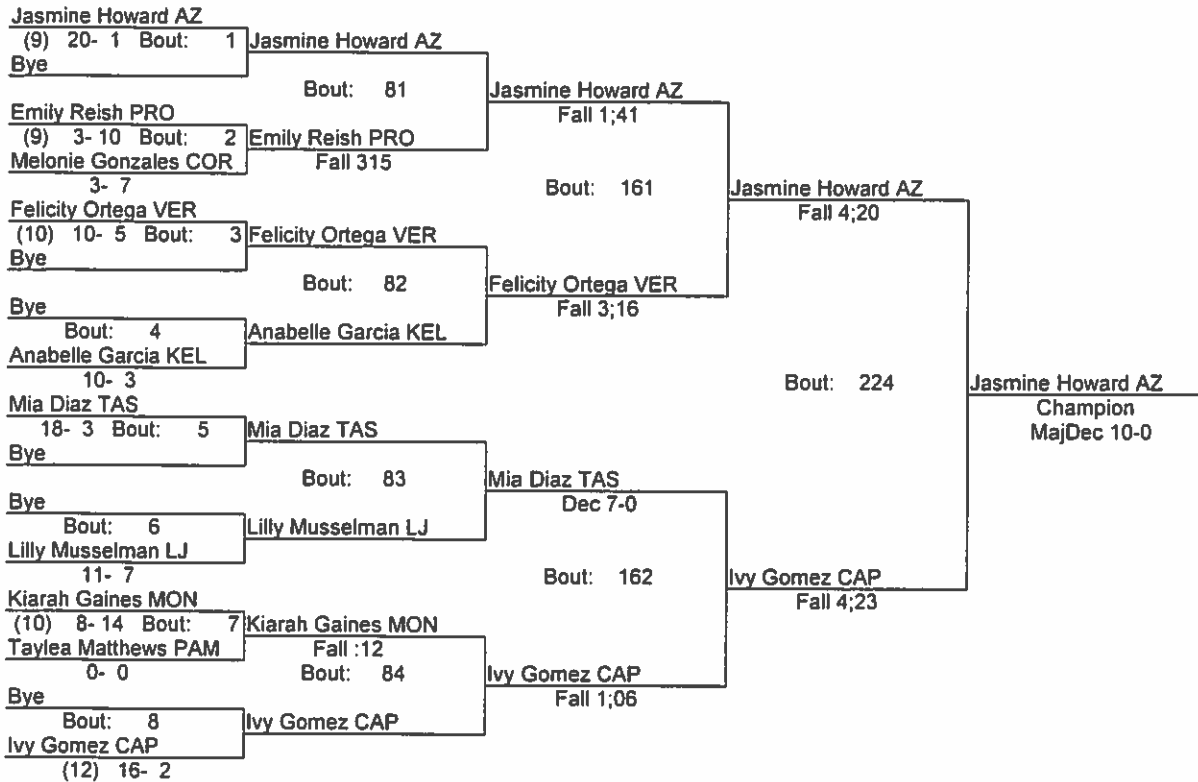 Jasmine Howard AZ
(9) 20- 1 Bout: 1
Bye
Emily Reish PRO
(9) 3- 10 Bout: 2
Melonie Gonzales COR
3- 7
Felicity Ortega VER
(10) 10- 5 Bout: 3
Bye
Bye
Bout: 4
Anabelle Garcia KEL
10- 3
Mia Diaz TAS
18- 3 Bout: 5
Bye
Bye
Bout: 6
Lilly Musselman LJ
11- 7
Kiarah Gaines MON
(10) 8- 14 Bout: 7
Taylea Matthews PAM
0- 0
Bye
Bout: 8
Ivy Gomez CAP
(12) 16- 2
Jasmine Howard AZ
Bout: 81
Emily Reish PRO
Fall 315
Felicity Ortega VER
Bout: 82
Anabelle Garcia KEL
Mia Diaz TAS
Bout: 83
Lilly Musselman LJ
Kiarah Gaines MON
Fall :12
Bout: 84
Ivy Gomez CAP
Jasmine Howard AZ
Fall 1;41
Bout: 161
Felicity Ortega VER
Fall 3;16
Mia Diaz TAS
Dec 7-0
Bout: 162
Ivy Gomez CAP
Fall 1;06
Jasmine Howard AZ
Fall 4;20
Bout: 224
Ivy Gomez CAP
Fall 4;23
Jasmine Howard AZ
Champion
MajDec 10-0